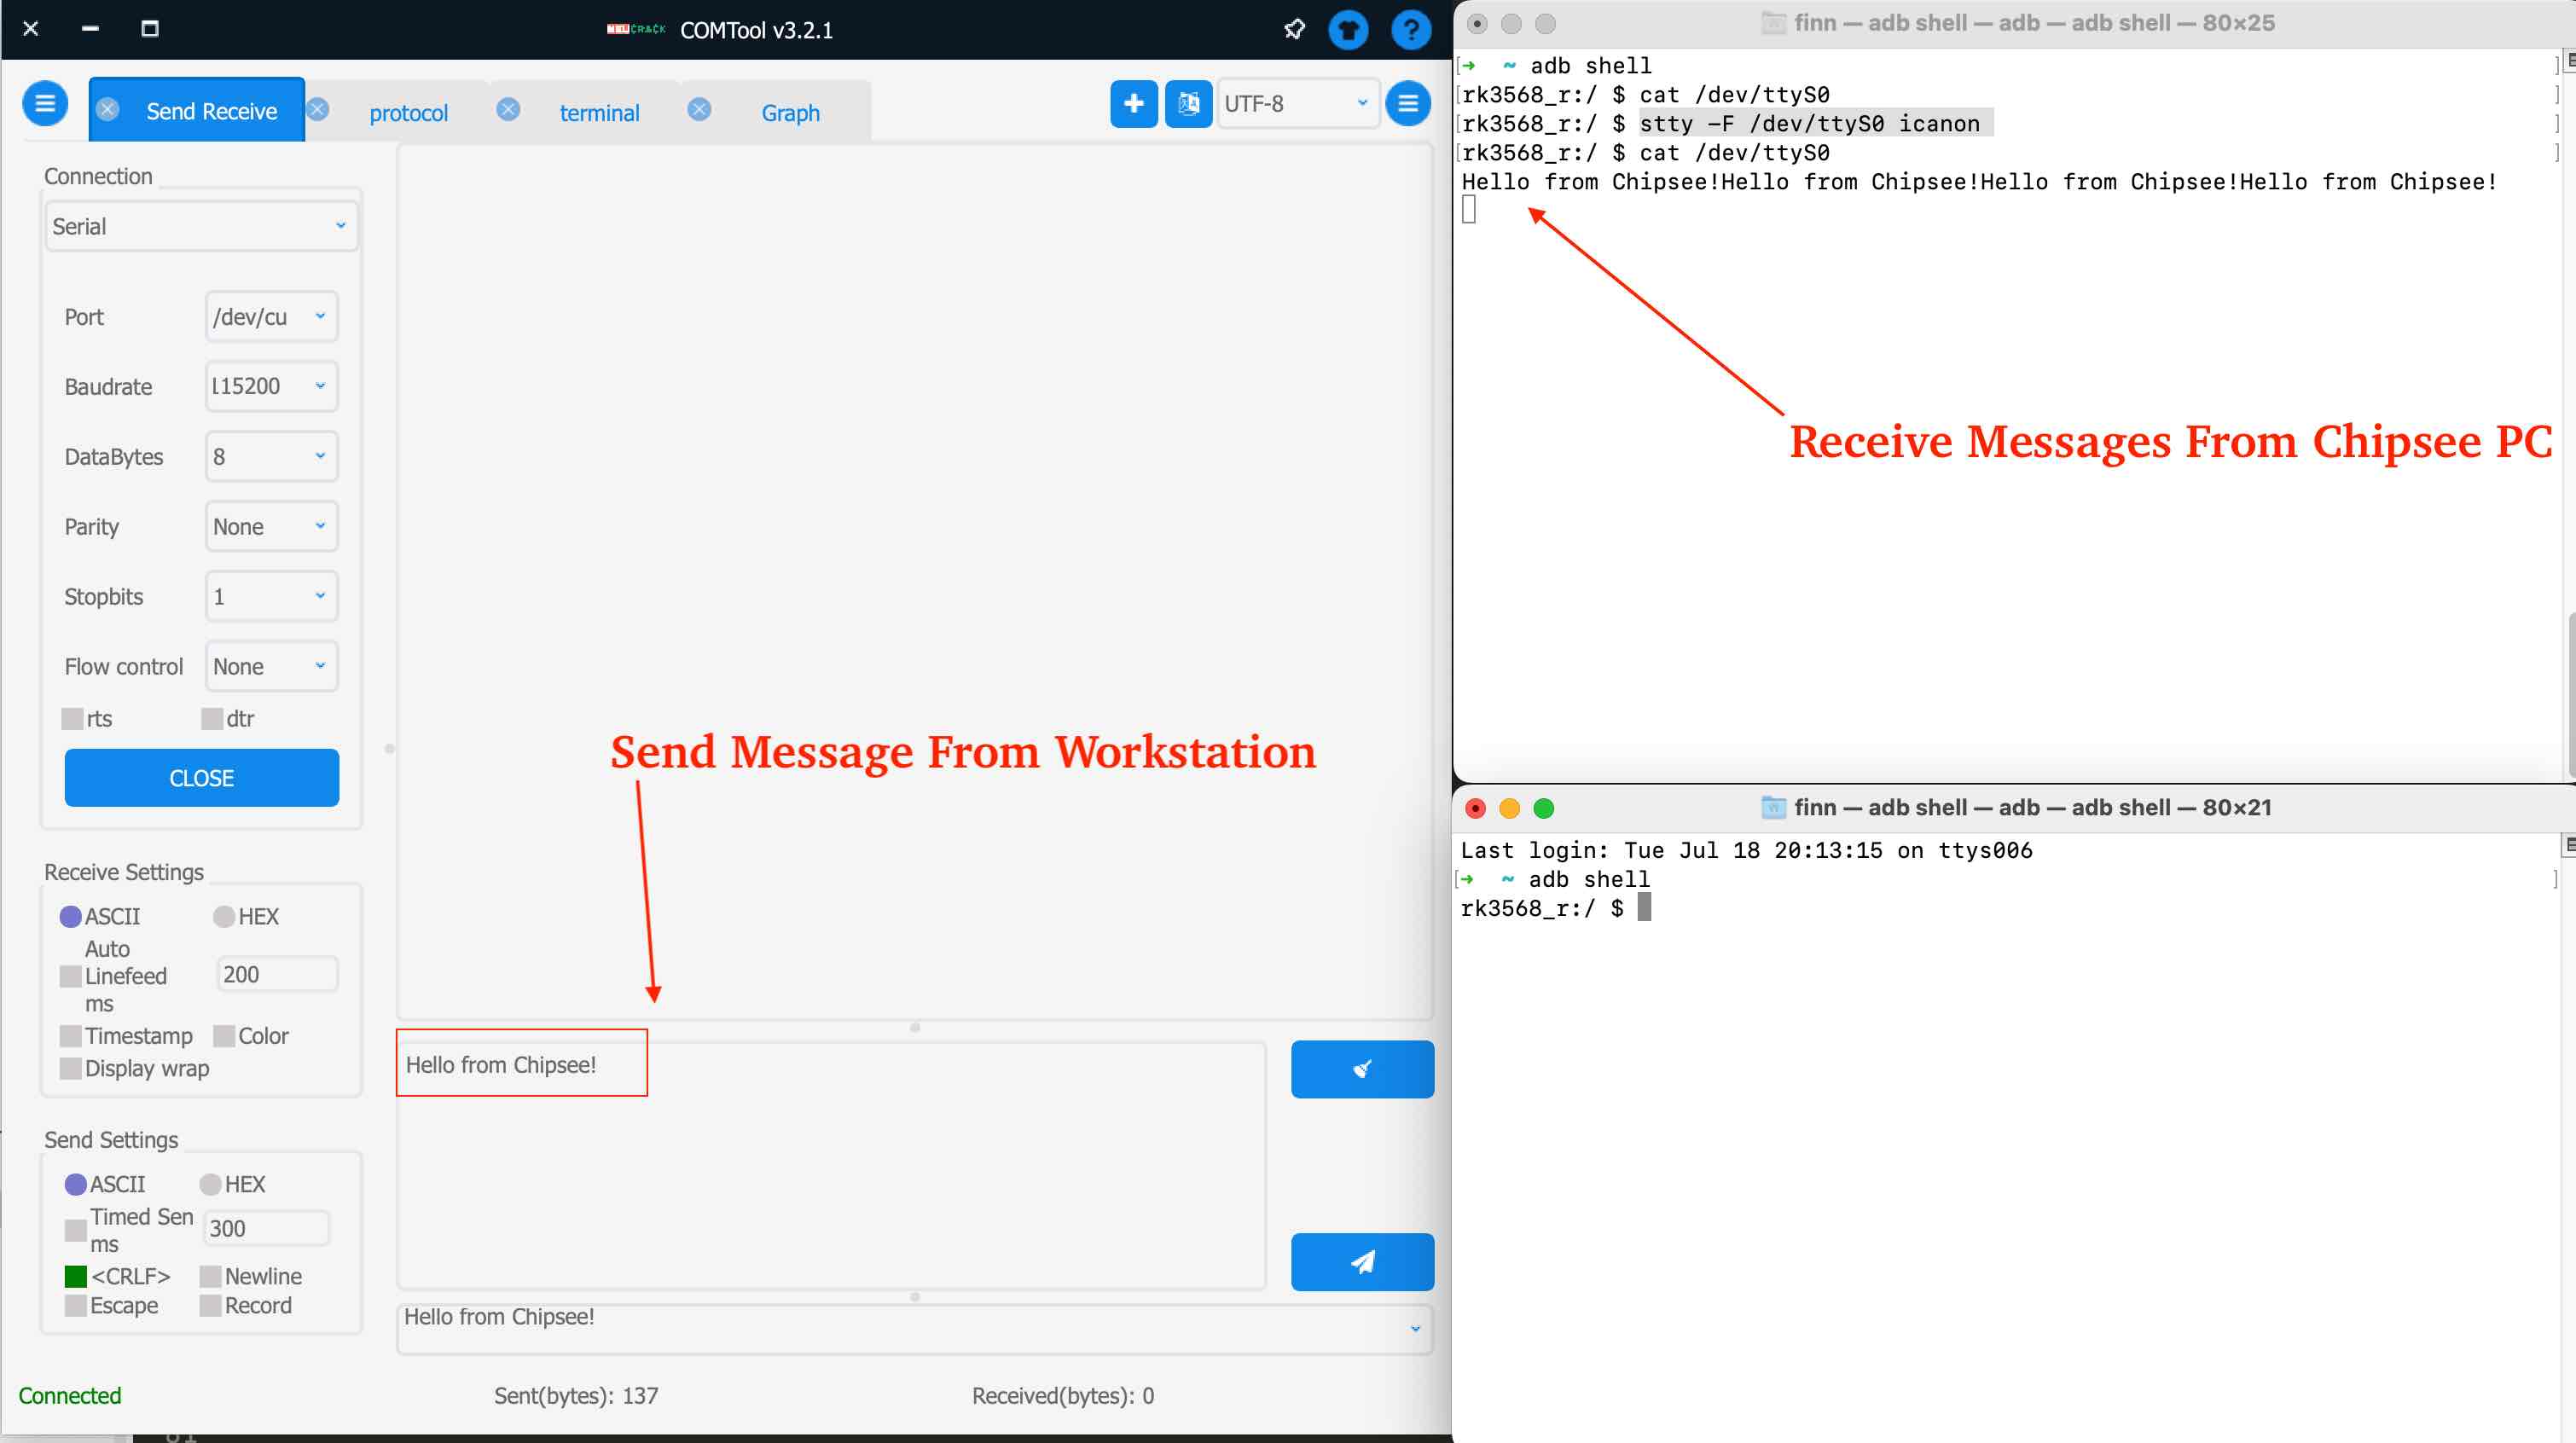 COMTool v3.2.1
Send Receive
protocol
terminal
Graph
UTF-8
Connection
Serial
Port /dev/cu
Baudrate 115200
DataBytes 8
Parity None
Stopbits 1
Flow control None
rts dtr
CLOSE
Receive Settings
ASCII HEX
Auto
Linefeed 200
ms
Timestamp Color
Display wrap
Send Settings
ASCII HEX
Timed Sen 300
ms
<CRLF> Newline
Escape Record
Connected
Send Message From Workstation
Hello from Chipsee!
Hello from Chipsee!
Sent(bytes): 137
Received(bytes): 0
finn — adb shell — adb — adb shell — 80×25
[➜ ~ adb shell ]
[rk3568_r:/ $ cat /dev/ttyS0 ]
[rk3568_r:/ $ stty -F /dev/ttyS0 icanon ]
[rk3568_r:/ $ cat /dev/ttyS0 ]
Hello from Chipsee!Hello from Chipsee!Hello from Chipsee!Hello from Chipsee!
Receive Messages From Chipsee PC
finn — adb shell — adb — adb shell — 80×21
Last login: Tue Jul 18 20:13:15 on ttys006
[➜ ~ adb shell ]
rk3568_r:/ $